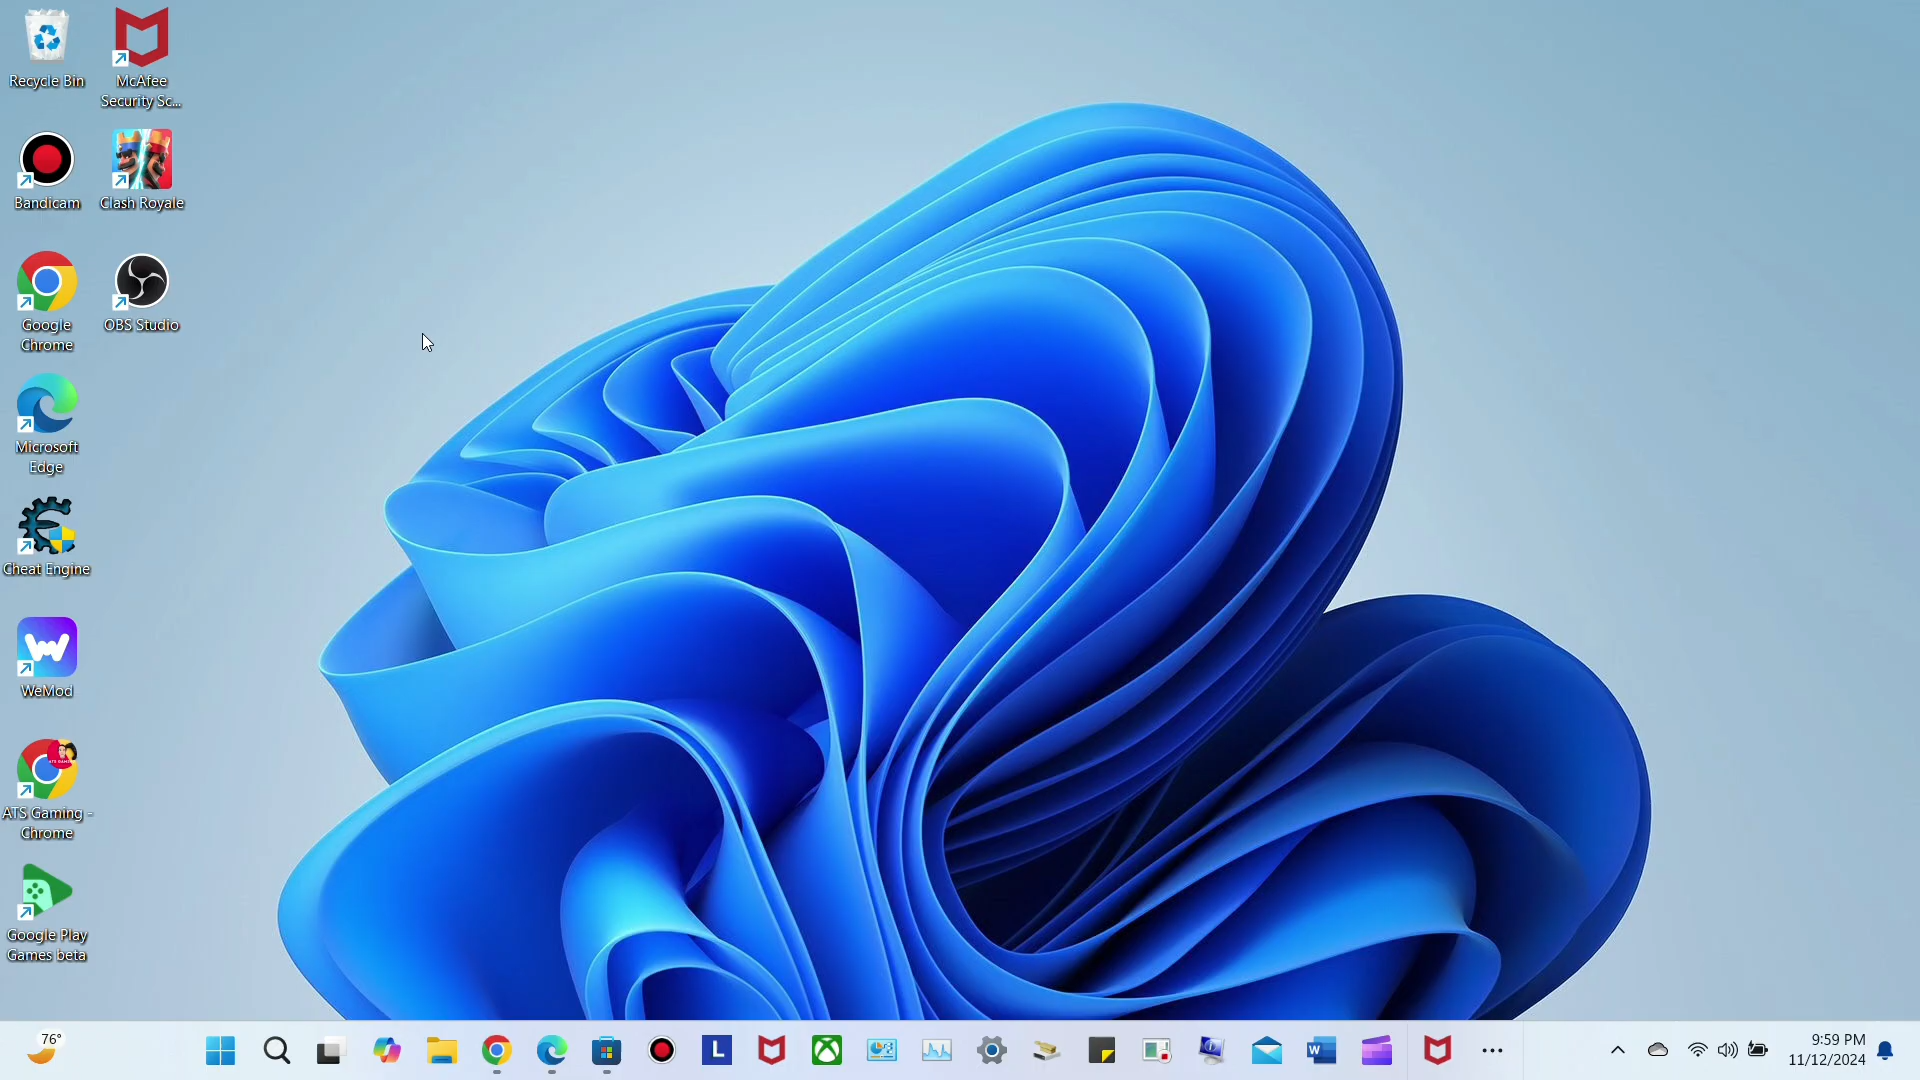 Recycle Bin
McAfee
Security Sc...
Bandicam
Clash Royale
Google
Chrome
OBS Studio
Microsoft
Edge
Cheat Engine
WeMod
ATS Gaming -
Chrome
Google Play
Games beta
76°
L
W
9:59 PM
11/12/2024